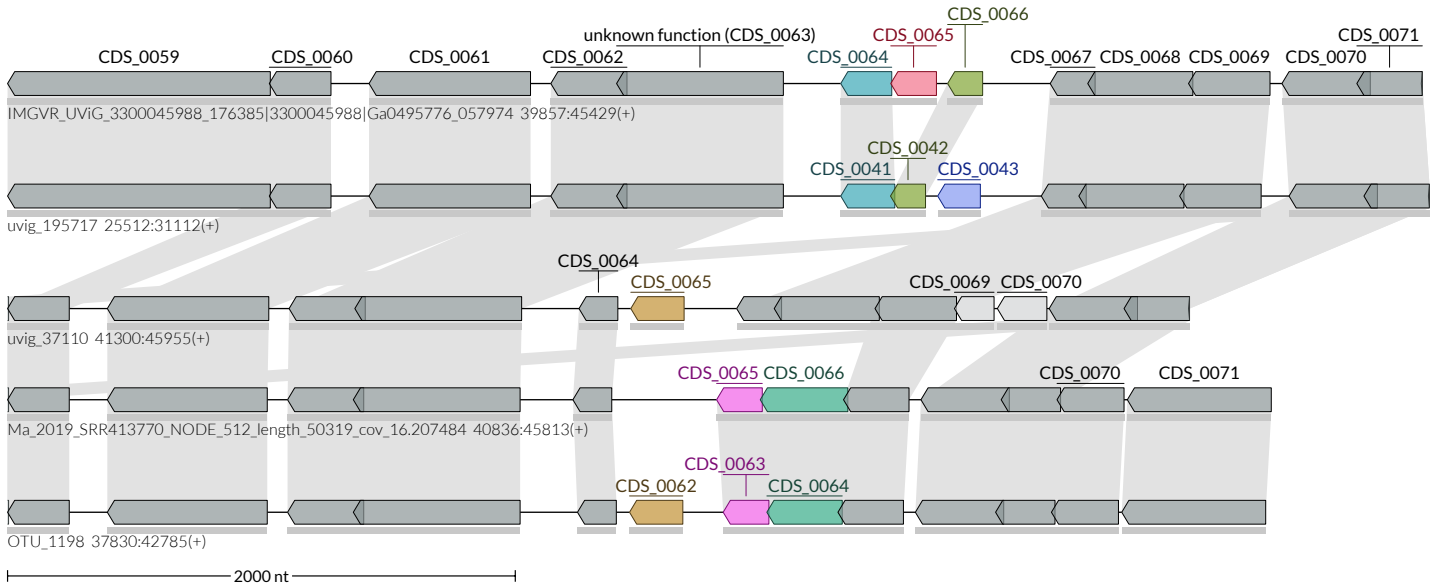 CDS_0066
unknown function (CDS_0063) CDS_0065 CDS_0071
CDS_0059 CDS_0060 CDS_0061 CDS_0062 CDS_0064 CDS_0067 CDS_0068 CDS_0069 CDS_0070
IMGVR_UViG_3300045988_176385|3300045988|Ga0495776_057974 39857:45429(+)
CDS_0042
CDS_0041 CDS_0043
uvig_195717 25512:31112(+)
CDS_0064
CDS_0065 CDS_0069 CDS_0070
uvig_37110 41300:45955(+)
CDS_0065 CDS_0066 CDS_0070 CDS_0071
Ma_2019_SRR413770_NODE_512_length_50319_cov_16.207484 40836:45813(+)
CDS_0063
CDS_0062 CDS_0064
OTU_1198 37830:42785(+)
2000 nt